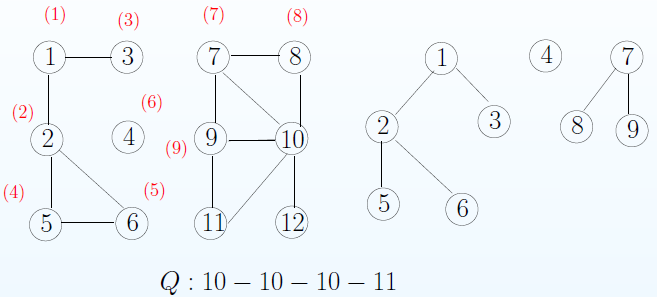 (1) (3) (7) (8)
1 3 7 8 1 4 7
(2) (6)
2 4 (9) 9 10 2 3 8 9
(4) (5)
5 6 11 12 5 6
Q : 10 − 10 − 10 − 11